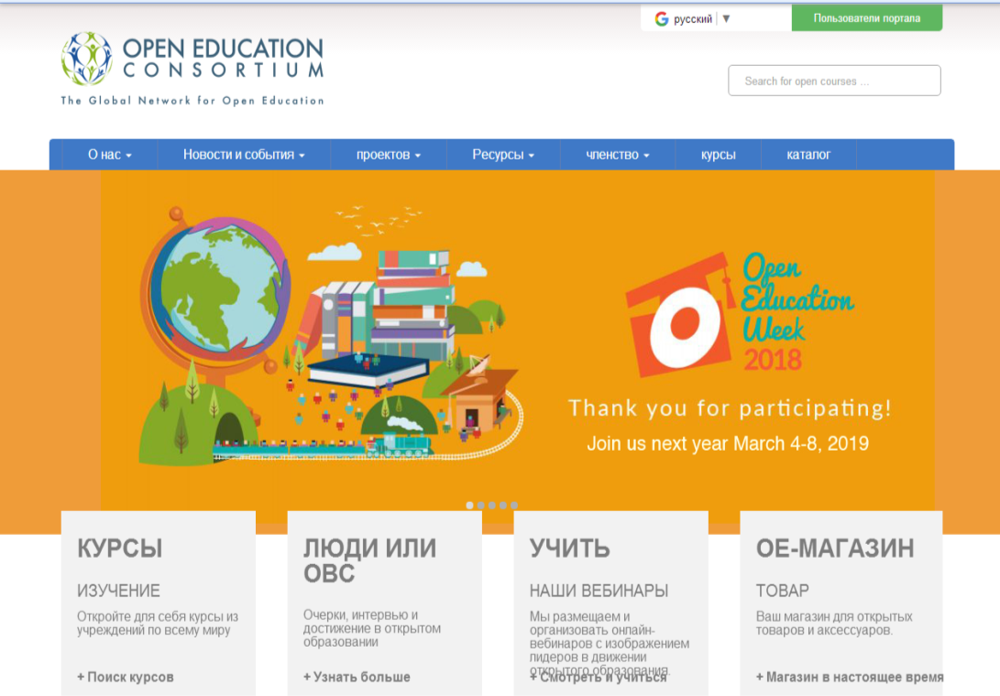 русский
Пользователи портала
OPEN EDUCATION
CONSORTIUM
The Global Network for Open Education
Search for open courses ...
О нас
Новости и события
проектов
Ресурсы
членство
курсы
каталог
Open
Education
Week
2018
Thank you for participating!
Join us next year March 4-8, 2019
КУРСЫ
ИЗУЧЕНИЕ
Откройте для себя курсы из
учреждений по всему миру
+ Поиск курсов
ЛЮДИ ИЛИ
ОВС
Очерки, интервью и
достижение в открытом
образовании
+ Узнать больше
УЧИТЬ
НАШИ ВЕБИНАРЫ
Мы размещаем и
организовать онлайн-
вебинаров с изображением
лидеров в движении
открытого образования.
+ Смотреть и учиться
ОЕ-МАГАЗИН
ТОВАР
Ваш магазин для открытых
товаров и аксессуаров.
+ Магазин в настоящее время